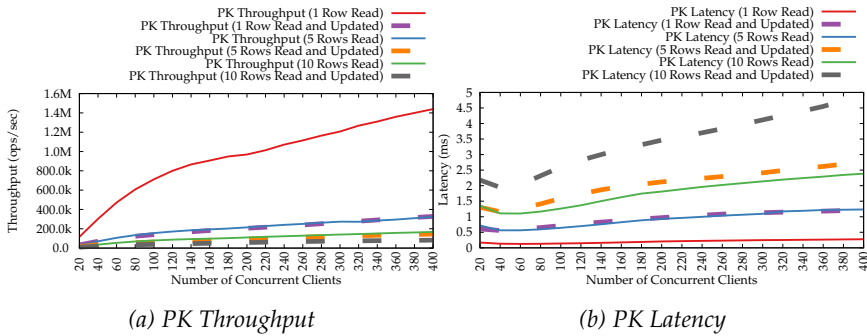 PK Throughput (1 Row Read)
PK Throughput (1 Row Read and Updated)
PK Throughput (5 Rows Read)
PK Throughput (5 Rows Read and Updated)
PK Throughput (10 Rows Read)
PK Throughput (10 Rows Read and Updated)
1.6M
1.4M
1.2M
1.0M
800.0k
600.0k
400.0k
200.0k
0.0
Throughput (ops/sec)
20 40 60 80 100 120 140 160 180 200 220 240 260 280 300 320 340 360 380 400
Number of Concurrent Clients
(a) PK Throughput
PK Latency (1 Row Read)
PK Latency (1 Row Read and Updated)
PK Latency (5 Rows Read)
PK Latency (5 Rows Read and Updated)
PK Latency (10 Rows Read)
PK Latency (10 Rows Read and Updated)
5
4.5
4
3.5
3
2.5
2
1.5
1
0.5
0
Latency (ms)
20 40 60 80 100 120 140 160 180 200 220 240 260 280 300 320 340 360 380 400
Number of Concurrent Clients
(b) PK Latency